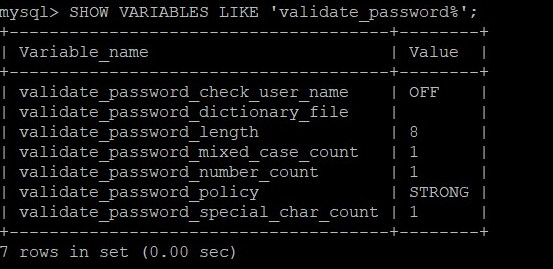 mysql> SHOW VARIABLES LIKE 'validate_password%';
+--------------------------------------+--------+
| Variable_name                        | Value  |
+--------------------------------------+--------+
| validate_password_check_user_name    | OFF    |
| validate_password_dictionary_file    |        |
| validate_password_length             | 8      |
| validate_password_mixed_case_count   | 1      |
| validate_password_number_count       | 1      |
| validate_password_policy             | STRONG |
| validate_password_special_char_count | 1      |
+--------------------------------------+--------+
7 rows in set (0.00 sec)